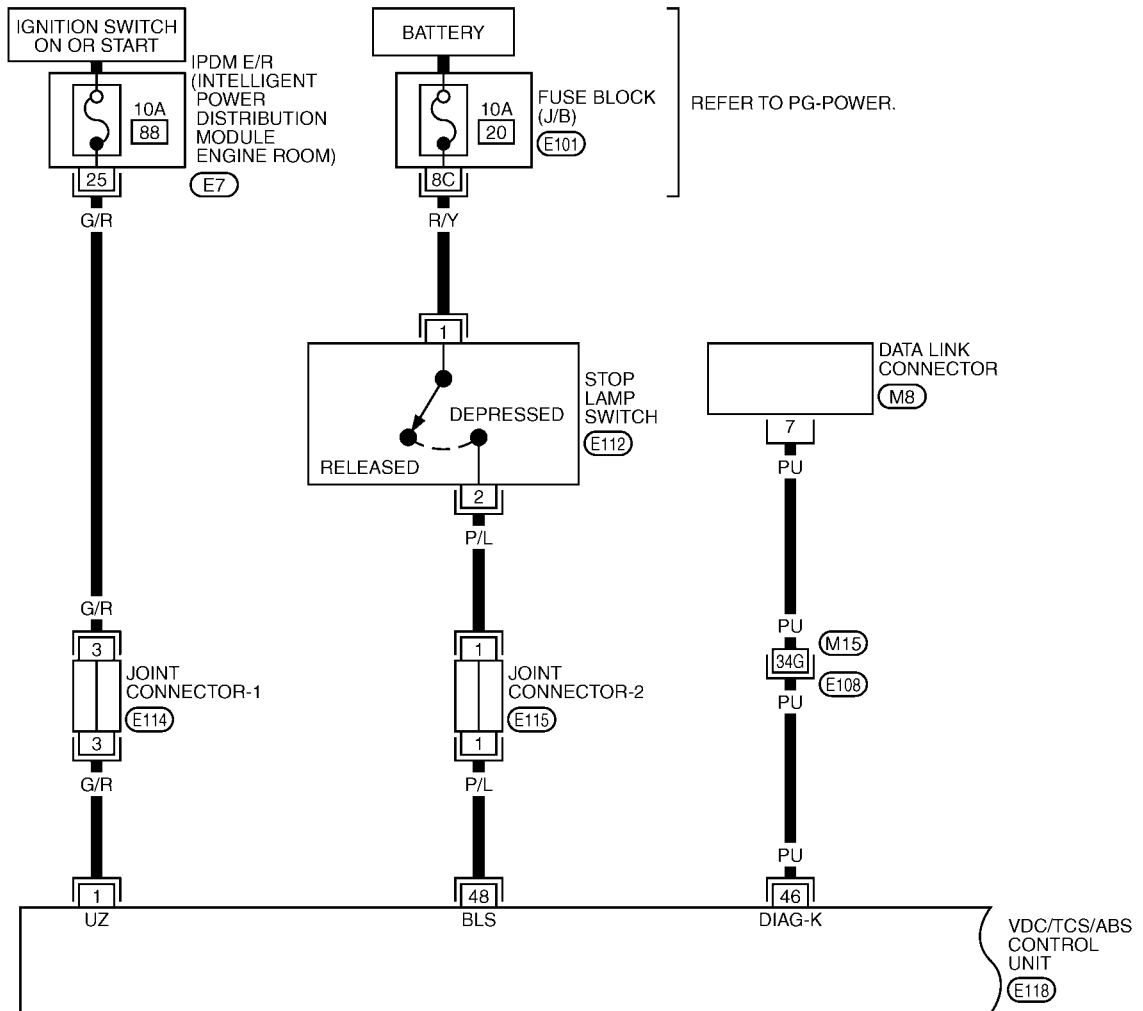 IGNITION SWITCH
ON OR START
BATTERY
IPDM E/R
(INTELLIGENT
POWER
DISTRIBUTION
MODULE
ENGINE ROOM)
E7
10A
88
25
G/R
10A
20
8C
R/Y
FUSE BLOCK
(J/B)
E101
REFER TO PG-POWER.
1
DEPRESSED
RELEASED
STOP
LAMP
SWITCH
E112
2
P/L
DATA LINK
CONNECTOR
M8
7
PU
G/R
3
JOINT
CONNECTOR-1
E114
3
G/R
1
JOINT
CONNECTOR-2
E115
1
P/L
PU
M15
34G
E108
PU
PU
1
UZ
48
BLS
46
DIAG-K
VDC/TCS/ABS
CONTROL
UNIT
E118